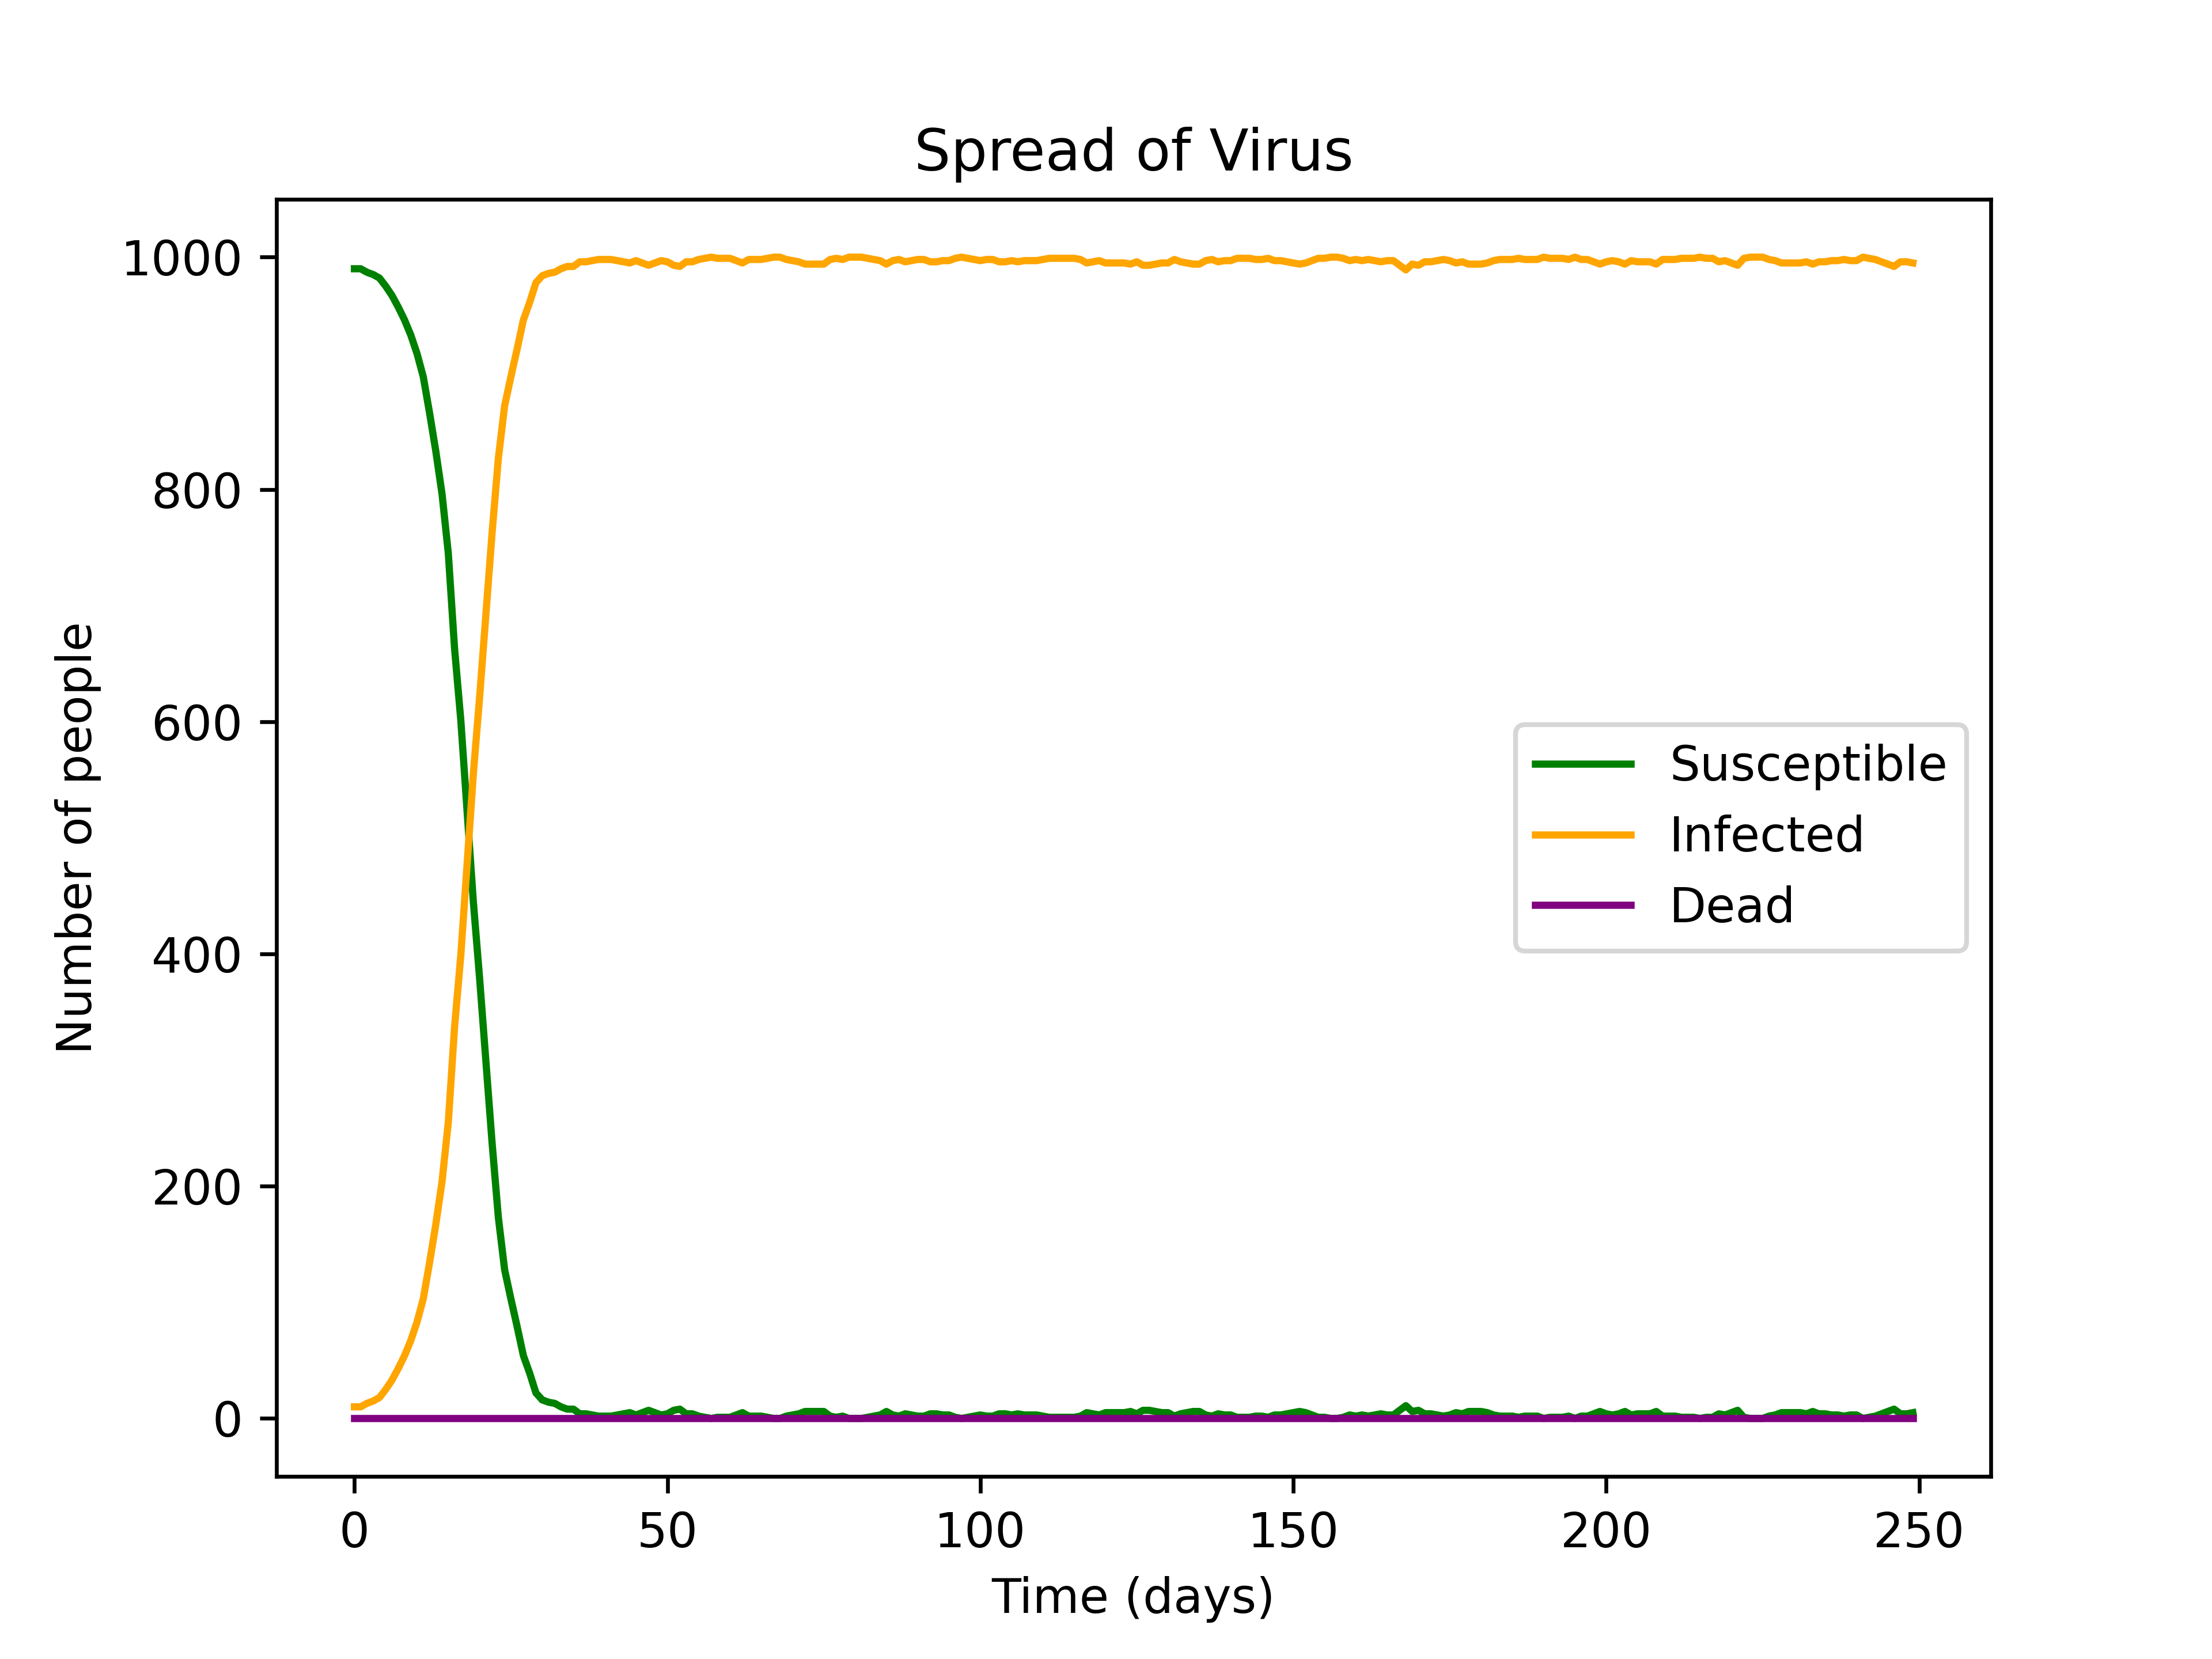 Spread of Virus
1000
800
600
400
200
0
Number of people
Susceptible
Infected
Dead
0 50 100 150 200 250
Time (days)